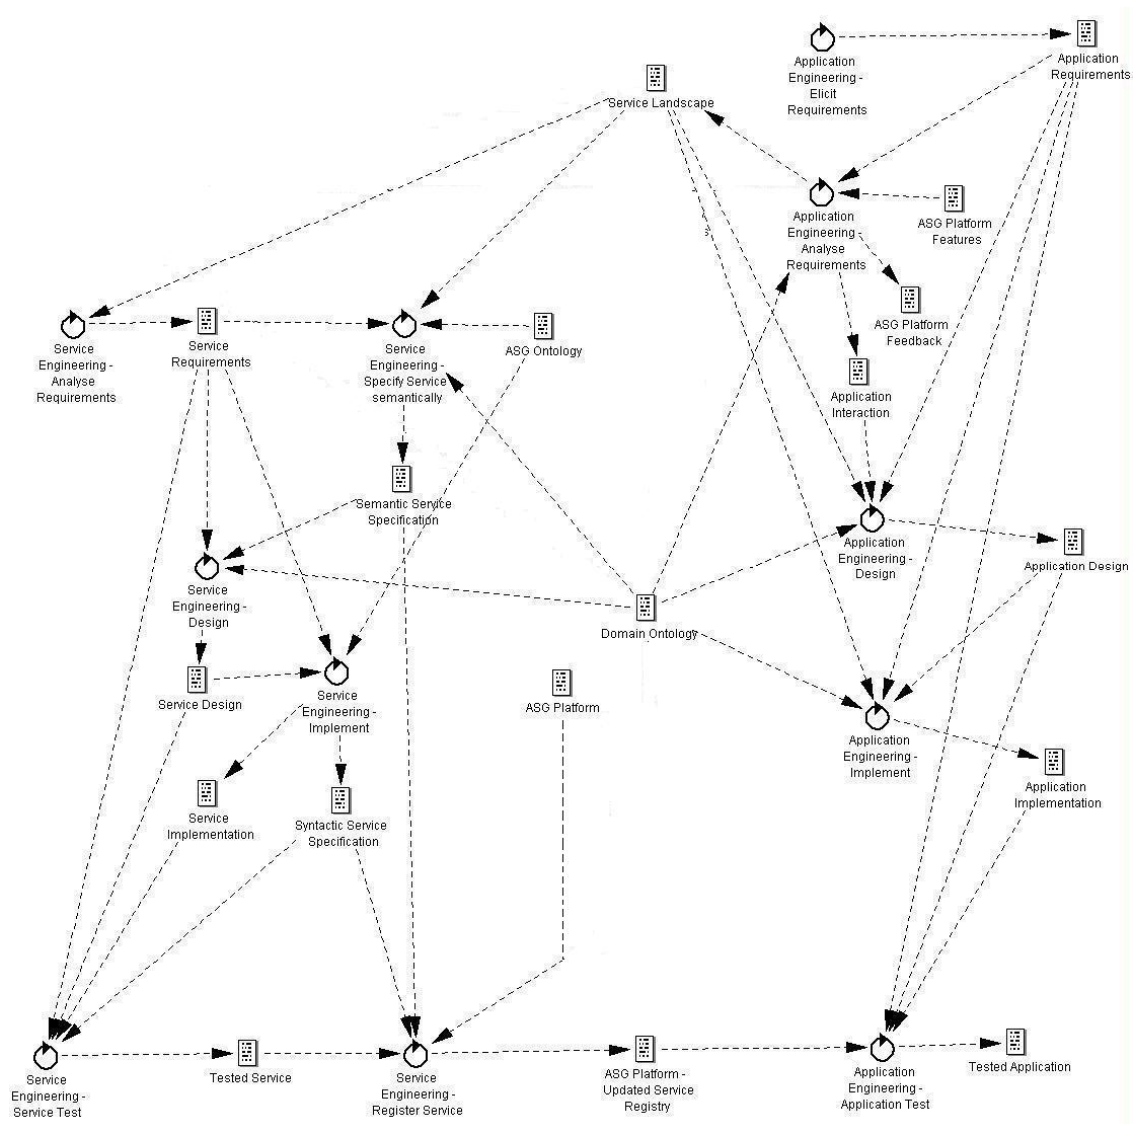 Application
Engineering -
Elicit
Requirements
Application
Requirements
Service Landscape
Application
Engineering -
Analyse
Requirements
ASG Platform
Features
s
ASG Platform
Feedback
Service
Engineering -
Analyse
Requirements
Service
Requirements
Service
Engineering -
Specify Service
semantically
ASG Ontology
Application
Interaction
Semantic Service
Specification
Application
Engineering -
Design
Application Design
Service
Engineering -
Design
Domain Ontology
Service Design
Service
Engineering -
Implement
ASG Platform
Application
Engineering -
Implement
Application
Implementation
Service
Implementation
Syntactic Service
Specification
Service
Engineering -
Service Test
Tested Service
Service
Engineering -
Register Service
ASG Platform -
Updated Service
Registry
Application
Engineering -
Application Test
Tested Application